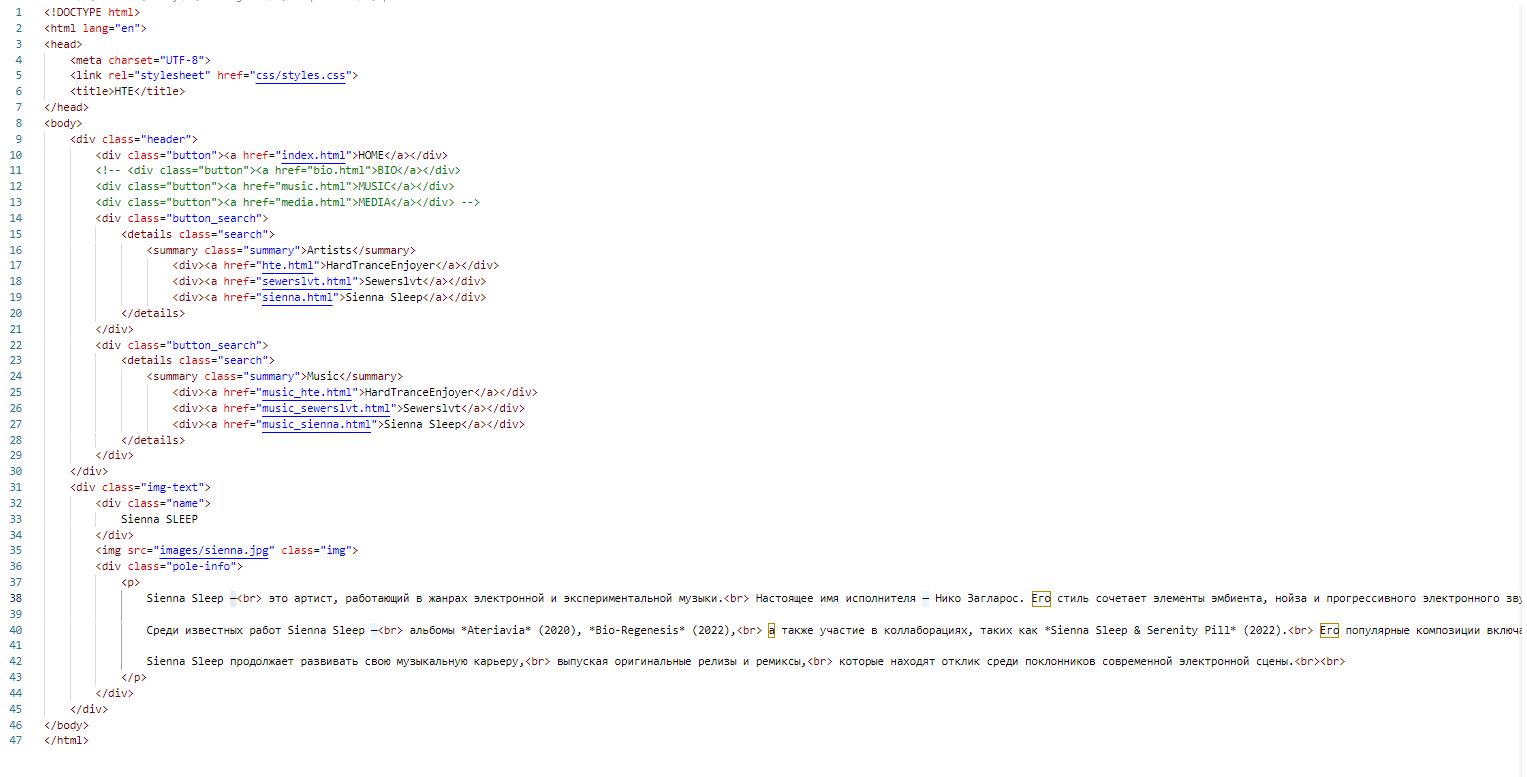 1 <!DOCTYPE html>
2 <html lang="en">
3 <head>
4 <meta charset="UTF-8">
5 <link rel="stylesheet" href="css/styles.css">
6 <title>HTE</title>
7 </head>
8 <body>
9 <div class="header">
10 <div class="button"><a href="index.html">HOME</a></div>
11 <!-- <div class="button"><a href="bio.html">BIO</a></div>
12 <div class="button"><a href="music.html">MUSIC</a></div>
13 <div class="button"><a href="media.html">MEDIA</a></div> -->
14 <div class="button_search">
15 <details class="search">
16 <summary class="summary">Artists</summary>
17 <div><a href="hte.html">HardTranceEnjoyer</a></div>
18 <div><a href="sewerslvt.html">Sewerslvt</a></div>
19 <div><a href="sienna.html">Sienna Sleep</a></div>
20 </details>
21 </div>
22 <div class="button_search">
23 <details class="search">
24 <summary class="summary">Music</summary>
25 <div><a href="music_hte.html">HardTranceEnjoyer</a></div>
26 <div><a href="music_sewerslvt.html">Sewerslvt</a></div>
27 <div><a href="music_sienna.html">Sienna Sleep</a></div>
28 </details>
29 </div>
30 </div>
31 <div class="img-text">
32 <div class="name">
33 Sienna SLEEP
34 </div>
35 <img src="images/sienna.jpg" class="img">
36 <div class="pole-info">
37 <p>
38 Sienna Sleep —<br> это артист, работающий в жанрах электронной и экспериментальной музыки.<br> Настоящее имя исполнителя — Нико Загларос. Его стиль сочетает элементы эмбиента, нойза и прогрессивного электронного зву
39
40 Среди известных работ Sienna Sleep —<br> альбомы *Ateriavia* (2020), *Bio-Regenesis* (2022),<br> а также участие в коллаборациях, таких как *Sienna Sleep & Serenity Pill* (2022).<br> Его популярные композиции включа
41
42 Sienna Sleep продолжает развивать свою музыкальную карьеру,<br> выпуская оригинальные релизы и ремиксы,<br> которые находят отклик среди поклонников современной электронной сцены.<br><br>
43 </p>
44 </div>
45 </div>
46 </body>
47 </html>